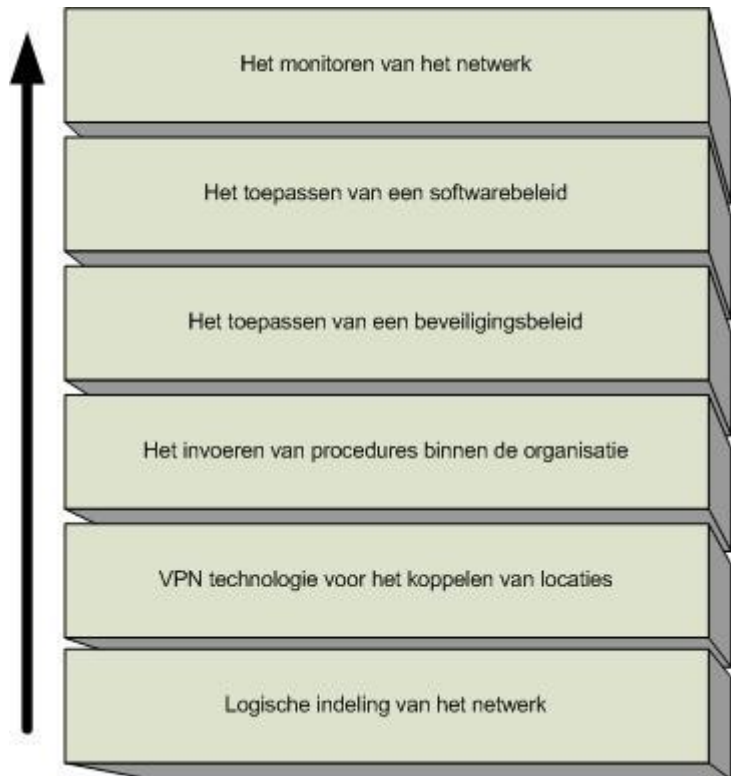 Het monitoren van het netwerk
Het toepassen van een softwarebeleid
Het toepassen van een beveiligingsbeleid
Het invoeren van procedures binnen de organisatie
VPN technologie voor het koppelen van locaties
Logische indeling van het netwerk